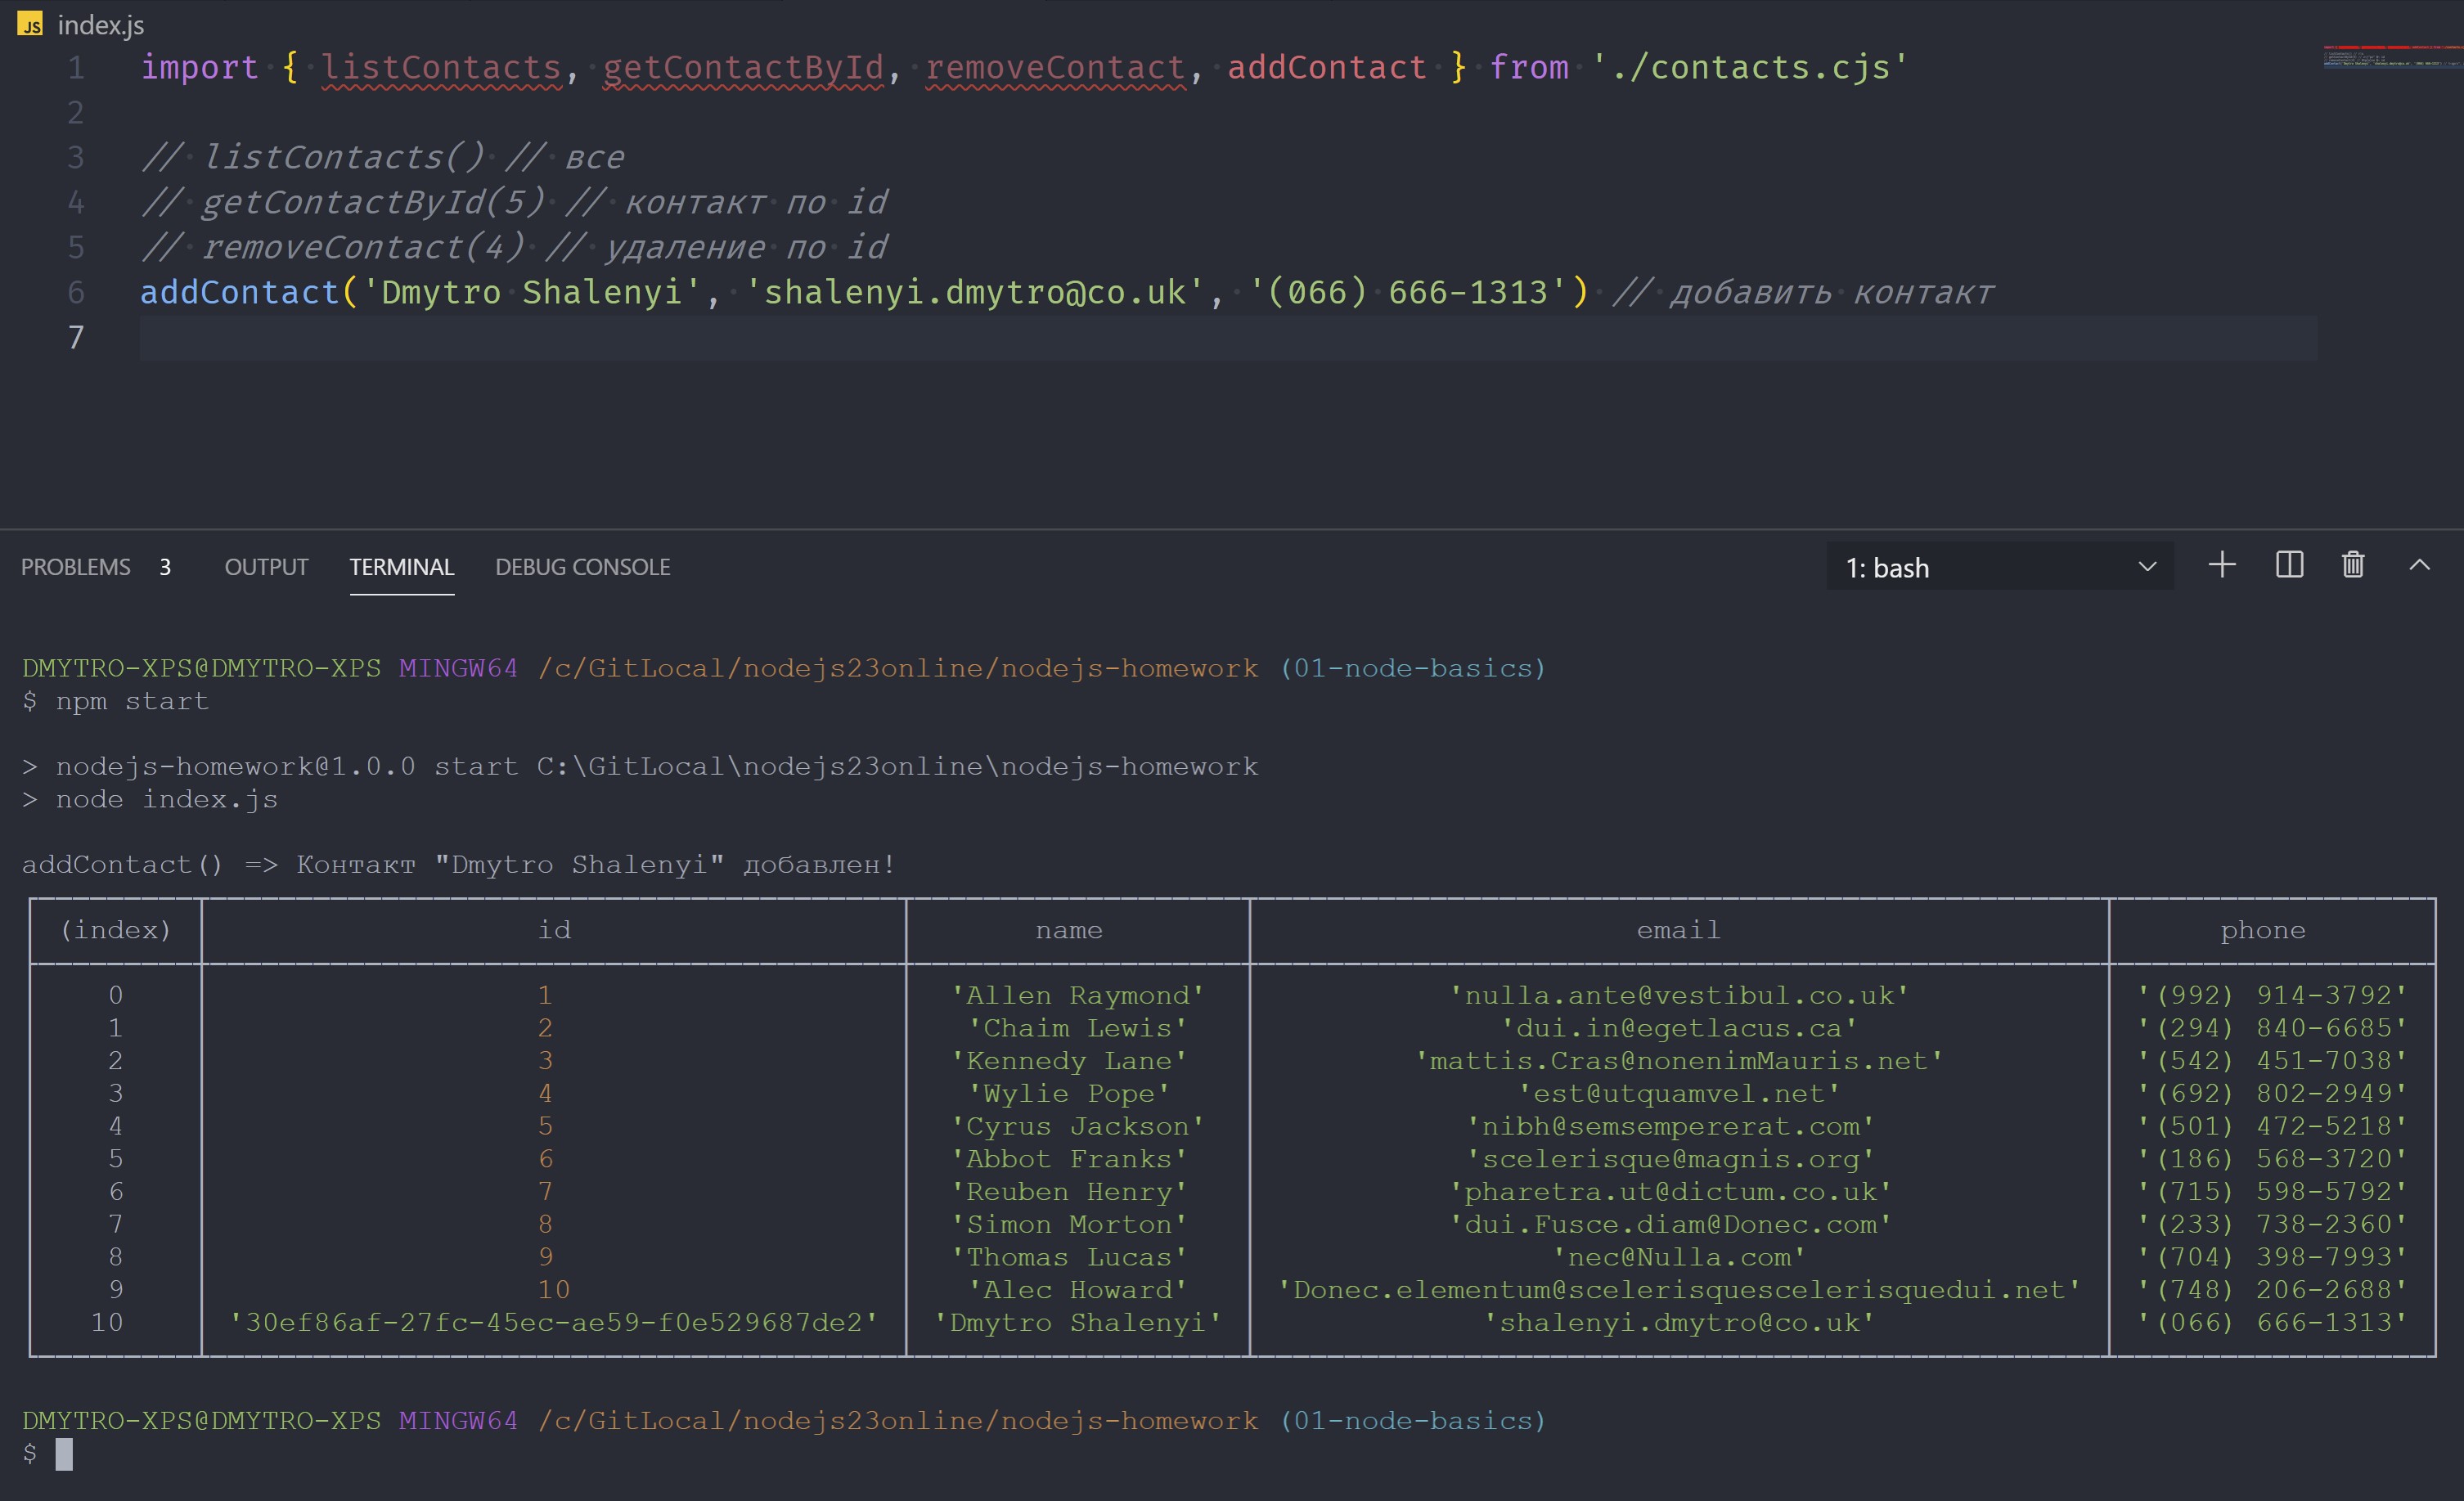 JS index.js
1 import { listContacts, getContactById, removeContact, addContact } from './contacts.cjs'
2
3 // listContacts() // все
4 // getContactById(5) // контакт по id
5 // removeContact(4) // удаление по id
6 addContact('Dmytro Shalenyi', 'shalenyi.dmytro@co.uk', '(066) 666-1313') // добавить контакт
7
PROBLEMS 3 OUTPUT TERMINAL DEBUG CONSOLE 1: bash
DMYTRO-XPS@DMYTRO-XPS MINGW64 /c/GitLocal/nodejs23online/nodejs-homework (01-node-basics)
$ npm start
> nodejs-homework@1.0.0 start C:\GitLocal\nodejs23online\nodejs-homework
> node index.js
addContact() => Контакт "Dmytro Shalenyi" добавлен!
(index) id name email phone
0 1 'Allen Raymond' 'nulla.ante@vestibul.co.uk' '(992) 914-3792'
1 2 'Chaim Lewis' 'dui.in@egetlacus.ca' '(294) 840-6685'
2 3 'Kennedy Lane' 'mattis.Cras@nonenimMauris.net' '(542) 451-7038'
3 4 'Wylie Pope' 'est@utquamvel.net' '(692) 802-2949'
4 5 'Cyrus Jackson' 'nibh@semsempererat.com' '(501) 472-5218'
5 6 'Abbot Franks' 'scelerisque@magnis.org' '(186) 568-3720'
6 7 'Reuben Henry' 'pharetra.ut@dictum.co.uk' '(715) 598-5792'
7 8 'Simon Morton' 'dui.Fusce.diam@Donec.com' '(233) 738-2360'
8 9 'Thomas Lucas' 'nec@Nulla.com' '(704) 398-7993'
9 10 'Alec Howard' 'Donec.elementum@scelerisquescelerisquedui.net' '(748) 206-2688'
10 '30ef86af-27fc-45ec-ae59-f0e529687de2' 'Dmytro Shalenyi' 'shalenyi.dmytro@co.uk' '(066) 666-1313'
DMYTRO-XPS@DMYTRO-XPS MINGW64 /c/GitLocal/nodejs23online/nodejs-homework (01-node-basics)
$